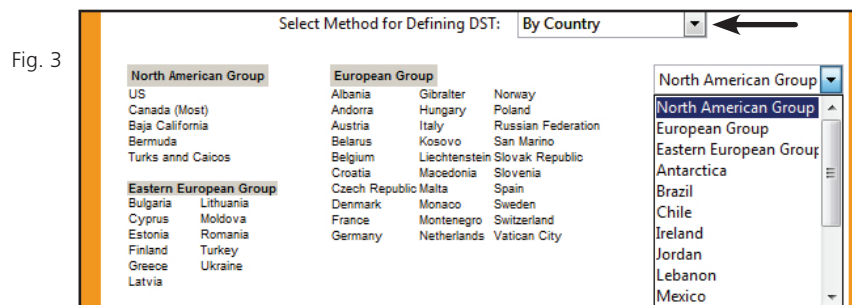 Select Method for Defining DST: By Country
Fig. 3
North American Group
US
Canada (Most)
Baja California
Bermuda
Turks annd Caicos
Eastern European Group
Bulgaria Lithuania
Cyprus Moldova
Estonia Romania
Finland Turkey
Greece Ukraine
Latvia
European Group
Albania Gibralter Norway
Andorra Hungary Poland
Austria Italy Russian Federation
Belarus Kosovo San Marino
Belgium Liechtenstein Slovak Republic
Croatia Macedonia Slovenia
Czech Republic Malta Spain
Denmark Monaco Sweden
France Montenegro Switzerland
Germany Netherlands Vatican City
North American Group
North American Group
European Group
Eastern European Group
Antarctica
Brazil
Chile
Ireland
Jordan
Lebanon
Mexico